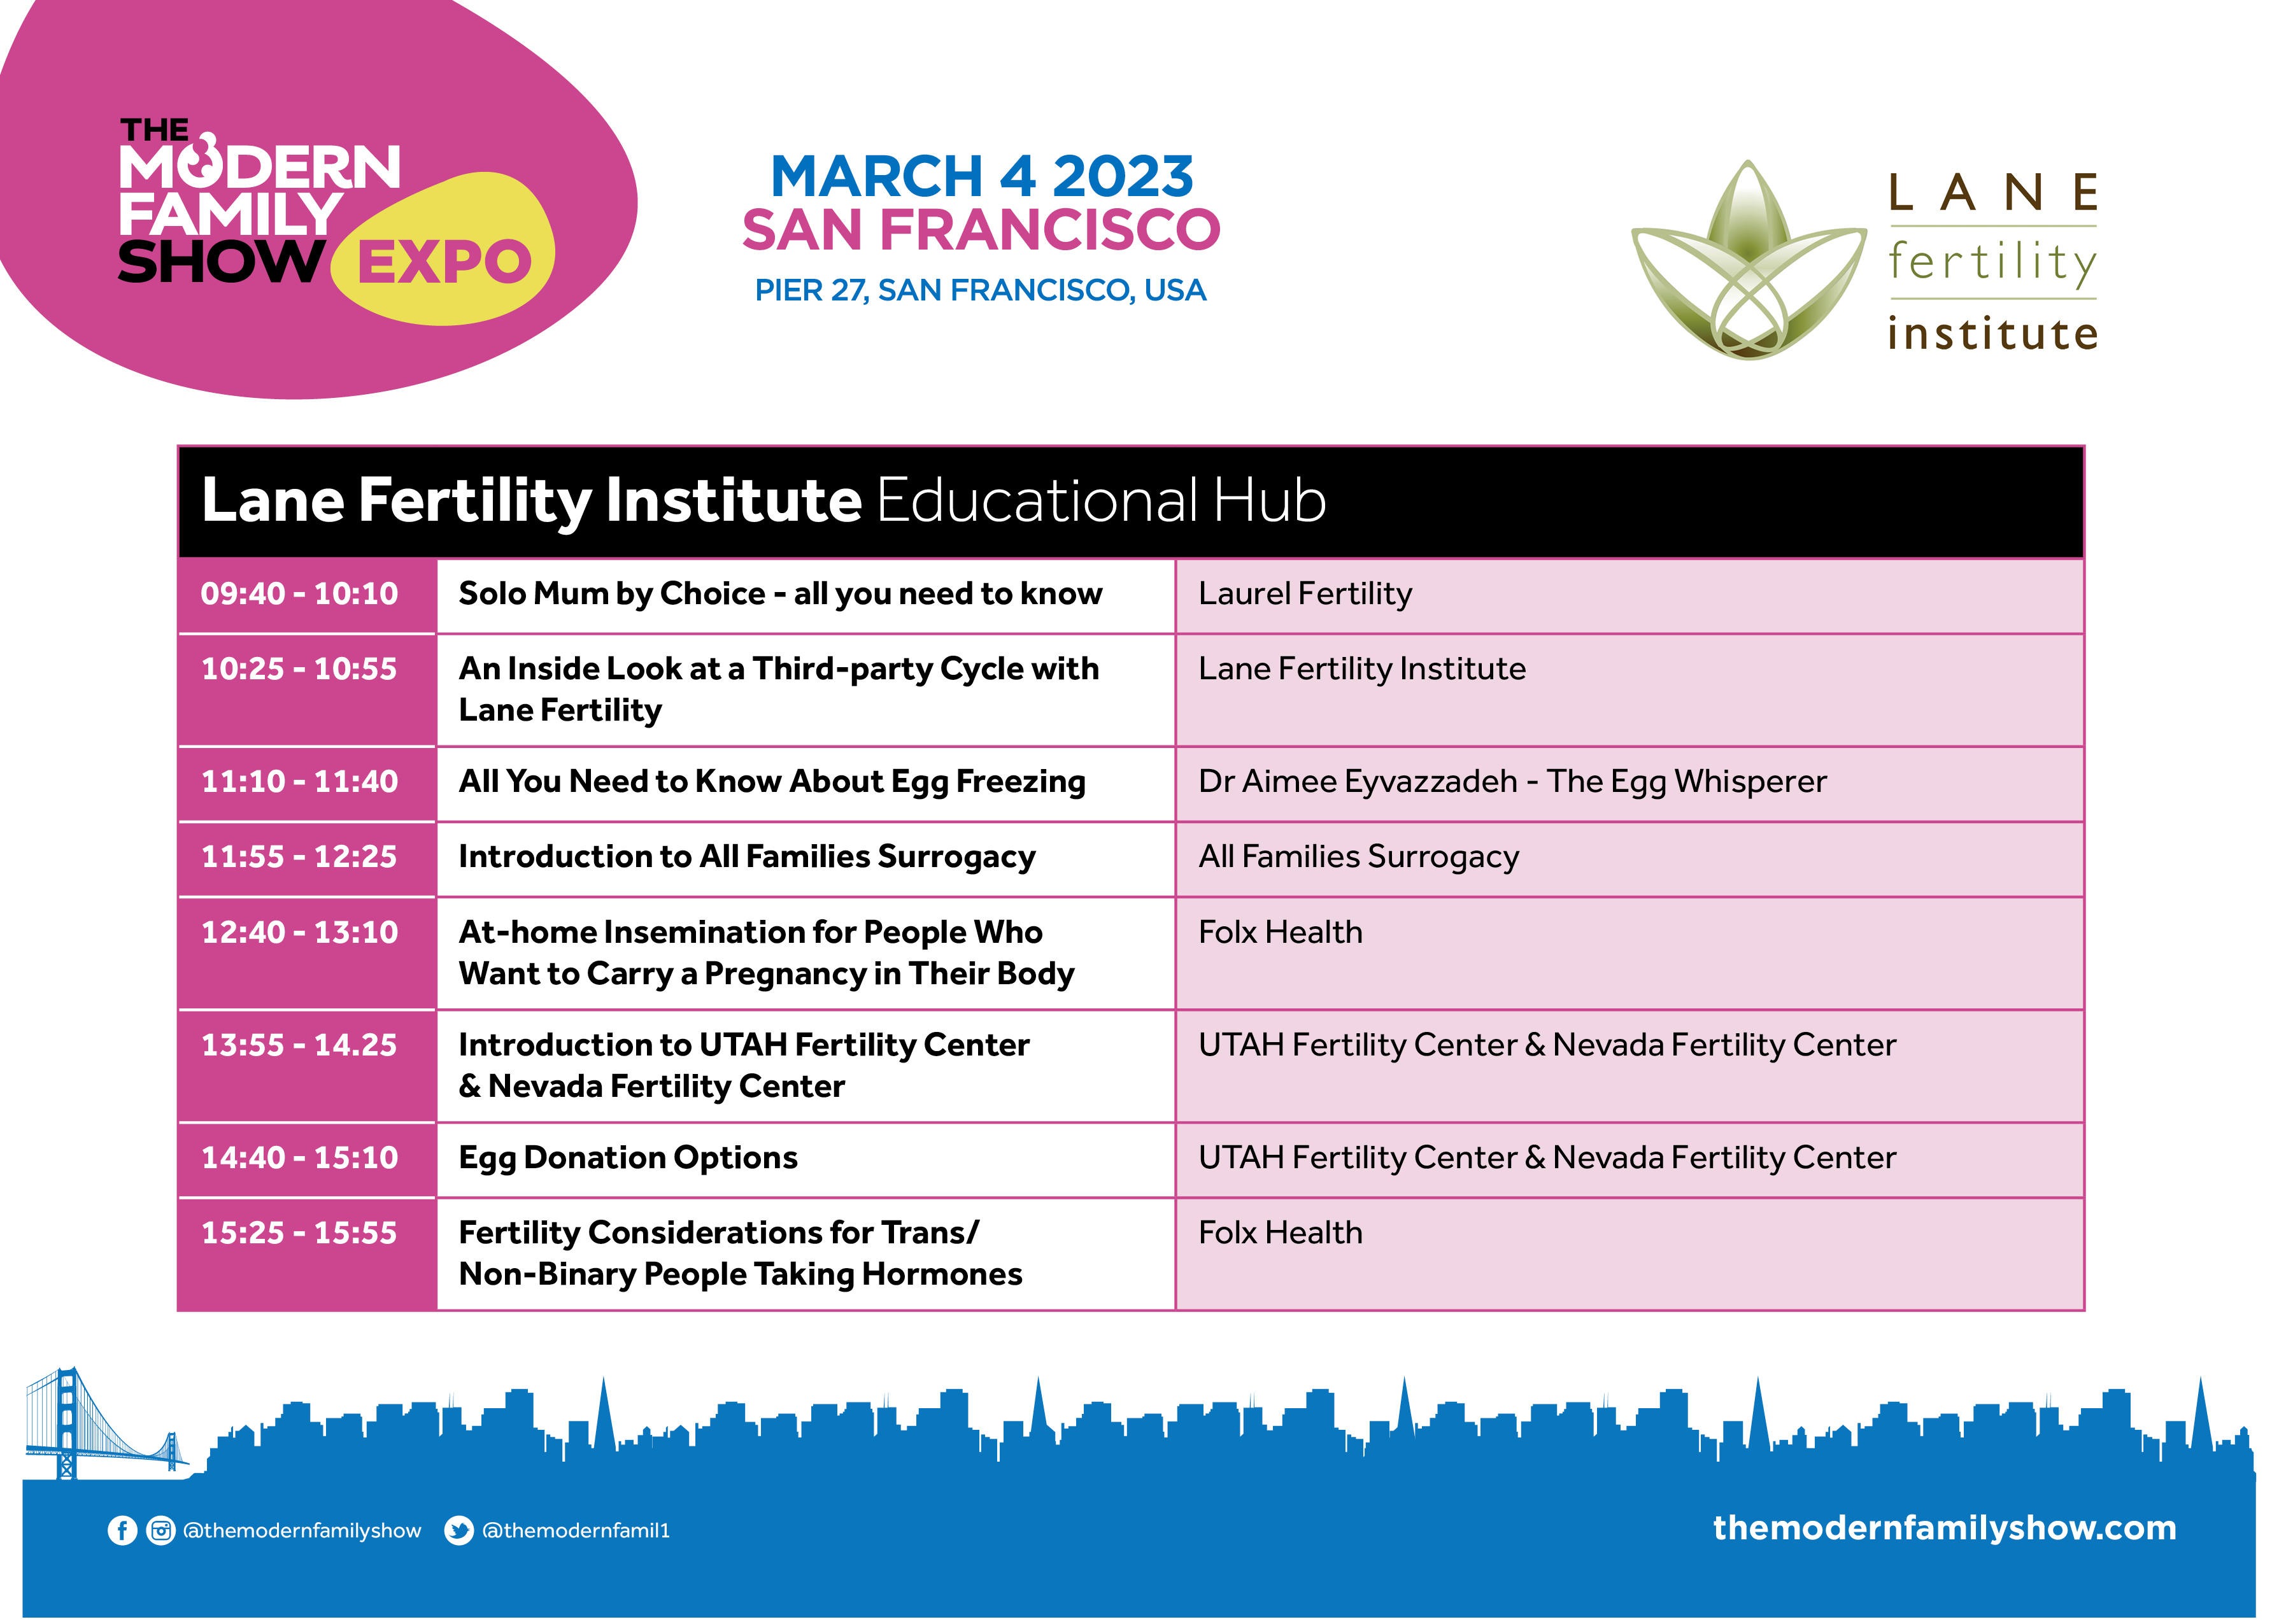 THE
MODERN
FAMILY
SHOW EXPO
MARCH 4 2023
SAN FRANCISCO
PIER 27, SAN FRANCISCO, USA
LANE
fertility
institute
Lane Fertility Institute Educational Hub
09:40 - 10:10 Solo Mum by Choice - all you need to know Laurel Fertility
10:25 - 10:55 An Inside Look at a Third-party Cycle with Lane Fertility Institute
Lane Fertility
11:10 - 11:40 All You Need to Know About Egg Freezing Dr Aimee Eyvazzadeh - The Egg Whisperer
11:55 - 12:25 Introduction to All Families Surrogacy All Families Surrogacy
12:40 - 13:10 At-home Insemination for People Who Folx Health
Want to Carry a Pregnancy in Their Body
13:55 - 14.25 Introduction to UTAH Fertility Center UTAH Fertility Center & Nevada Fertility Center
& Nevada Fertility Center
14:40 - 15:10 Egg Donation Options UTAH Fertility Center & Nevada Fertility Center
15:25 - 15:55 Fertility Considerations for Trans/ Folx Health
Non-Binary People Taking Hormones
@themodernfamilyshow @themodernfamil1 themodernfamilyshow.com